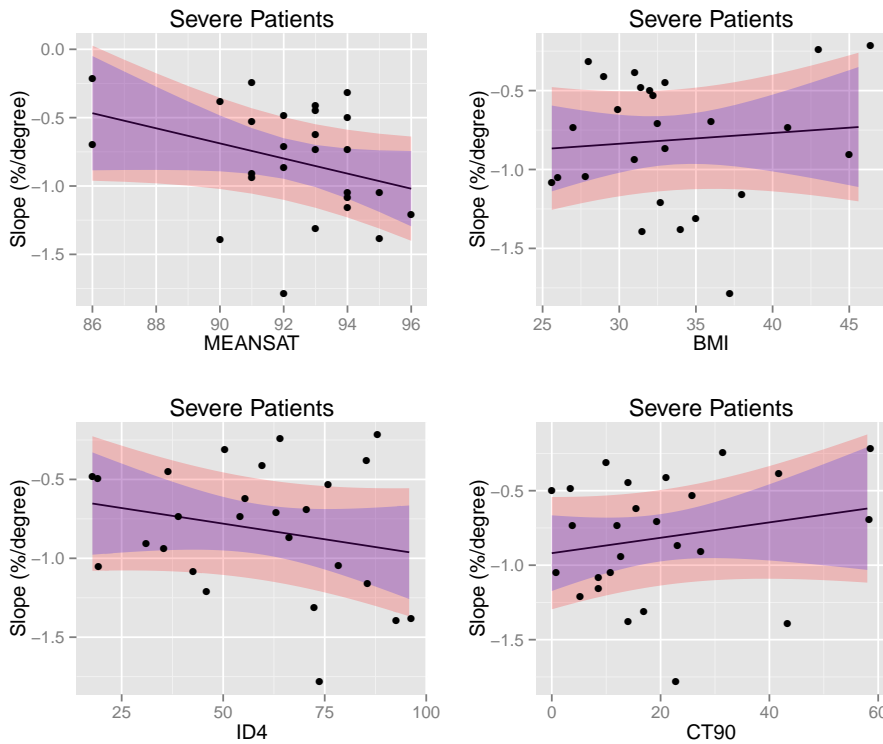 Severe Patients
Slope (%/degree)
0.0
−0.5
−1.0
−1.5
86 88 90 92 94 96
MEANSAT
Severe Patients
Slope (%/degree)
−0.5
−1.0
−1.5
25 30 35 40 45
BMI
Severe Patients
Slope (%/degree)
−0.5
−1.0
−1.5
25 50 75 100
ID4
Severe Patients
Slope (%/degree)
−0.5
−1.0
−1.5
0 20 40 60
CT90